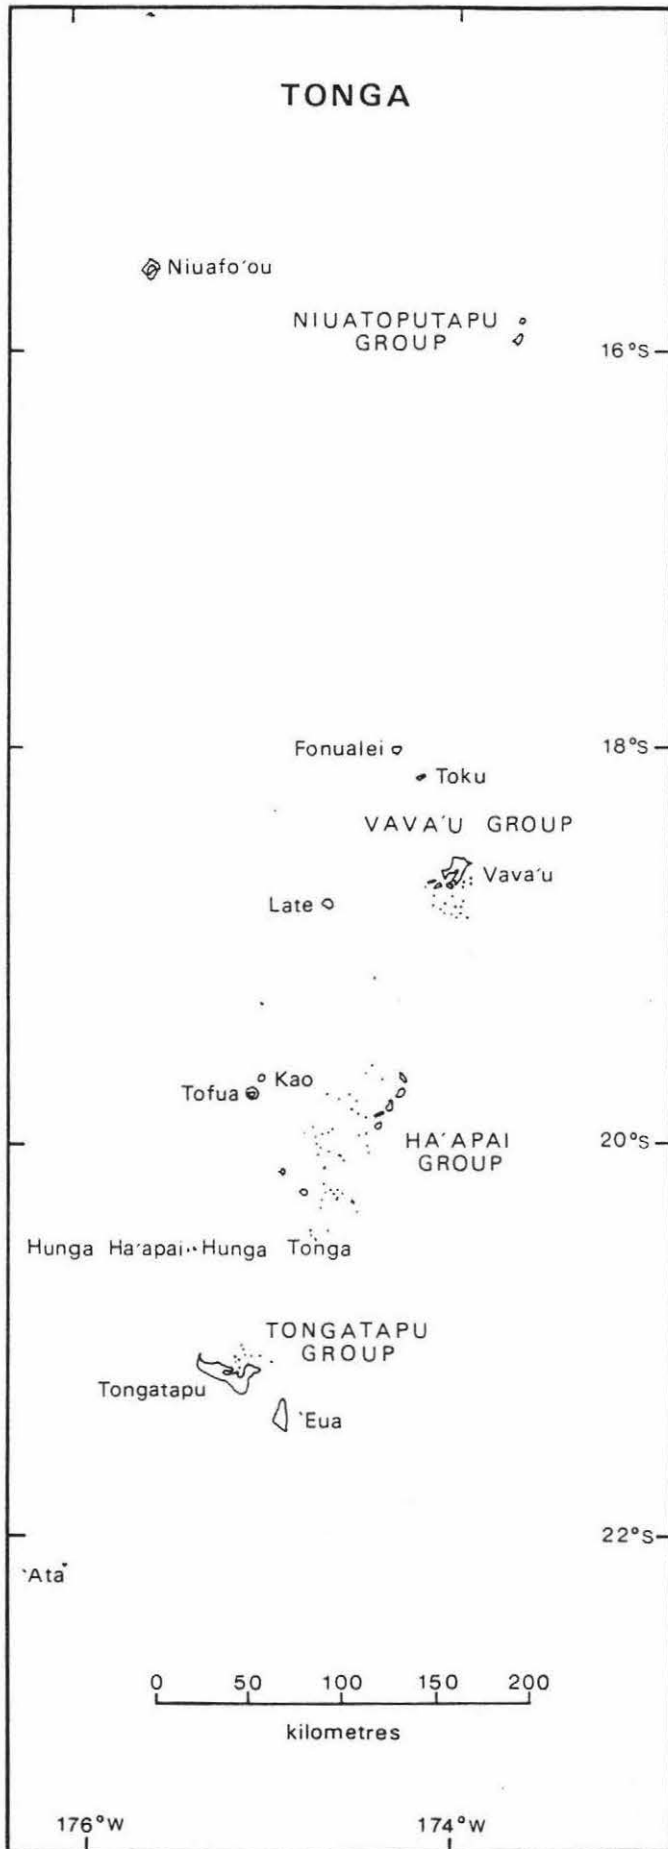 TONGA
Niuafo'ou
NIUATOPUTAPU
GROUP
16°S
Fonualei
18°S
Toku
VAVA'U GROUP
Vava'u
Late
Kao
Tofua
HA'APAI
GROUP
20°S
Hunga Ha'apai Hunga Tonga
TONGATAPU
GROUP
Tongatapu
'Eua
22°S
'Ata
0 50 100 150 200
kilometres
176°W 174°W